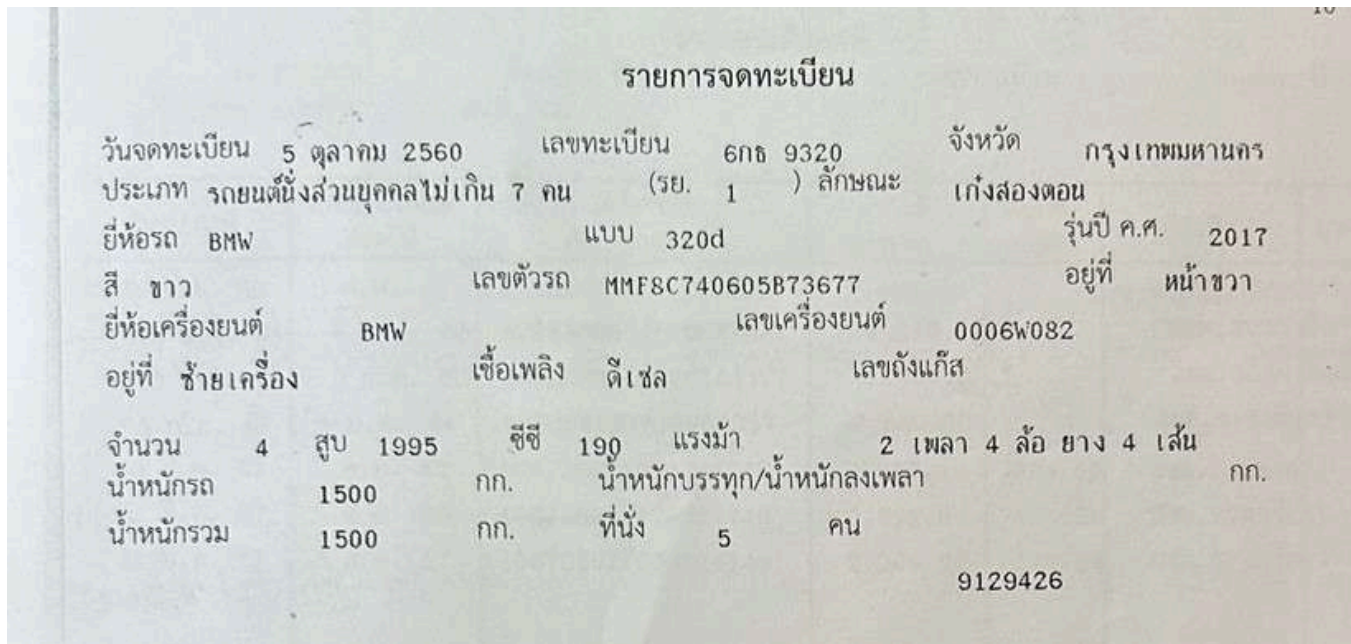 รายการจดทะเบียน
วันจดทะเบียน 5 ตุลาคม 2560 เลขทะเบียน 6กธ 9320 จังหวัด กรุงเทพมหานคร
ประเภท รถยนต์นั่งส่วนบุคคลไม่เกิน 7 คน (รย. 1 ) ลักษณะ เก๋งสองตอน
ยี่ห้อรถ BMW แบบ 320d รุ่นปี ค.ศ. 2017
สี ขาว เลขตัวรถ MMF8C740605B73677 อยู่ที่ หน้าขวา
ยี่ห้อเครื่องยนต์ BMW เลขเครื่องยนต์ 0006W082
อยู่ที่ ซ้ายเครื่อง เชื้อเพลิง ดีเซล เลขถังแก๊ส
จำนวน 4 สูบ 1995 ซีซี 190 แรงม้า 2 เพลา 4 ล้อ ยาง 4 เส้น
น้ำหนักรถ 1500 กก. น้ำหนักบรรทุก/น้ำหนักลงเพลา กก.
น้ำหนักรวม 1500 กก. ที่นั่ง 5 คน
9129426